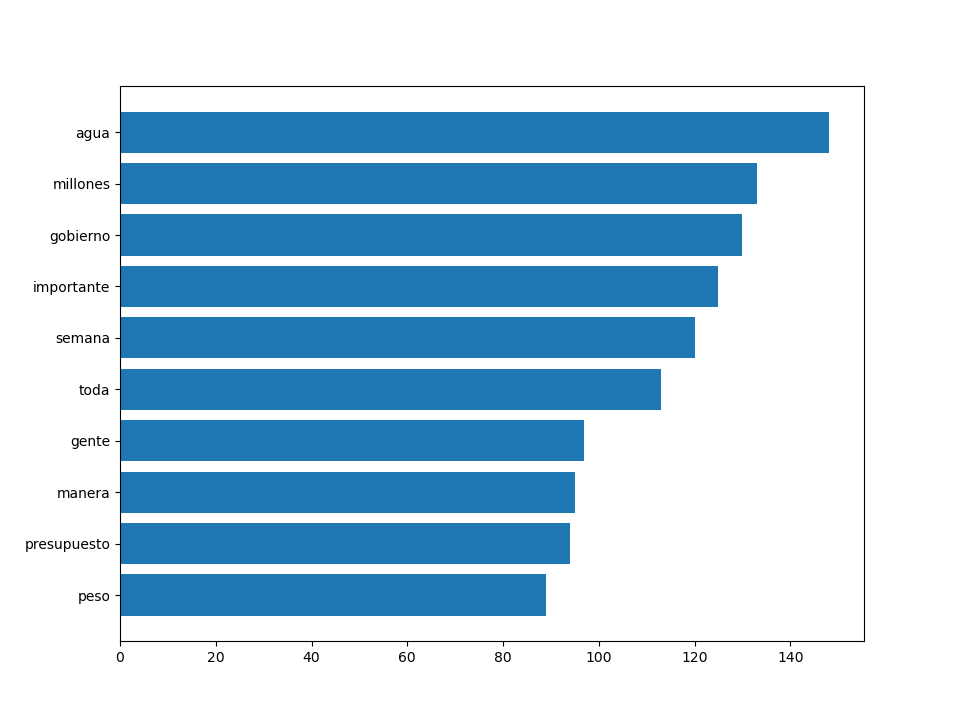 agua
millones
gobierno
importante
semana
toda
gente
manera
presupuesto
peso
0 20 40 60 80 100 120 140